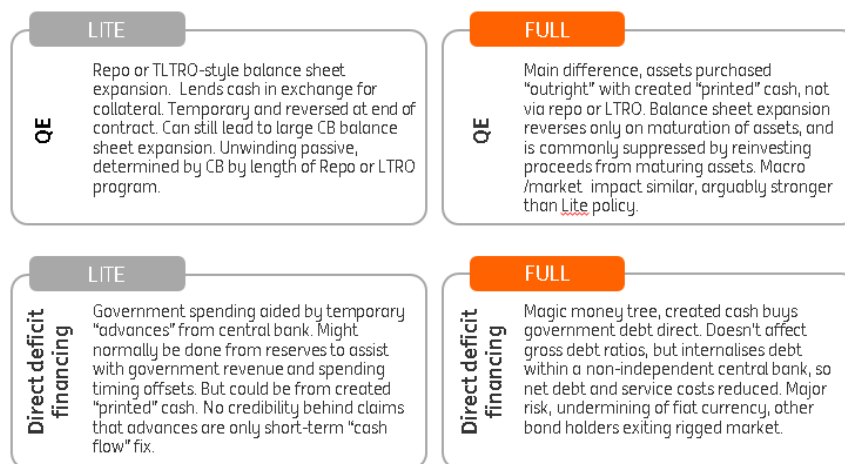 LITE
QE
Repo or TLTRO-style balance sheet
expansion. Lends cash in exchange for
collateral. Temporary and reversed at end of
contract. Can still lead to large CB balance
sheet expansion. Unwinding passive,
determined by CB by length of Repo or LTRO
program.
FULL
QE
Main difference, assets purchased
“outright” with created “printed” cash, not
via repo or LTRO. Balance sheet expansion
reverses only on maturation of assets, and
is commonly suppressed by reinvesting
proceeds from maturing assets. Macro
/market impact similar, arguably stronger
than Lite policy.
LITE
Direct deficit
financing
Government spending aided by temporary
“advances” from central bank. Might
normally be done from reserves to assist
with government revenue and spending
timing offsets. But could be from created
“printed” cash. No credibility behind claims
that advances are only short-term “cash
flow” fix.
FULL
Direct deficit
financing
Magic money tree, created cash buys
government debt direct. Doesn't affect
gross debt ratios, but internalises debt
within a non-independent central bank, so
net debt and service costs reduced. Major
risk, undermining of fiat currency, other
bond holders exiting rigged market.